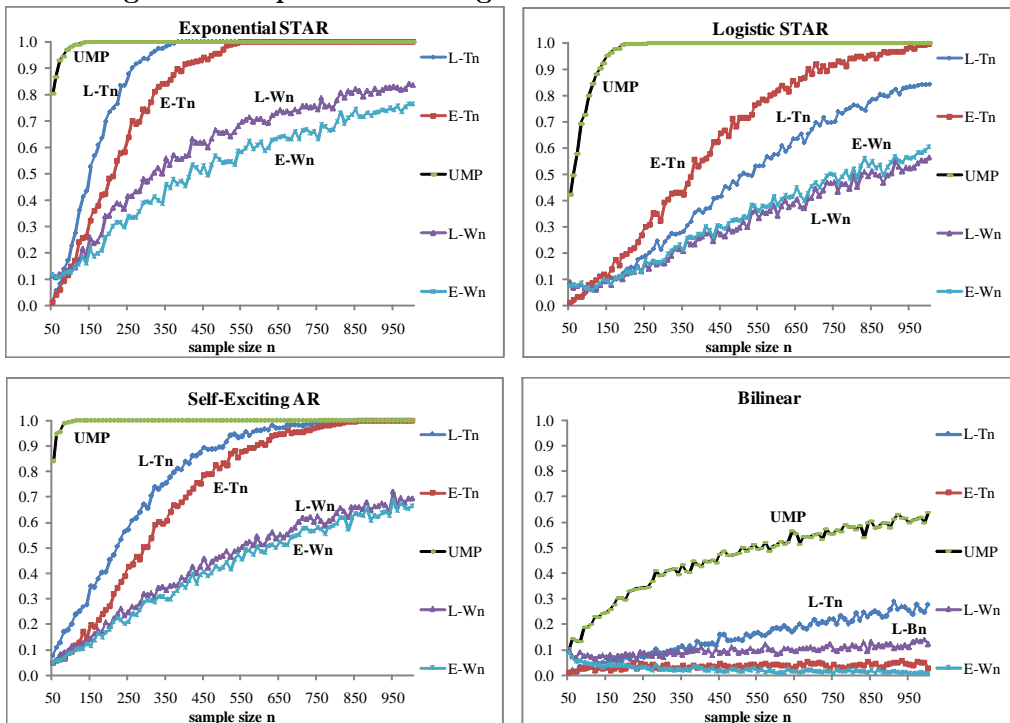 Exponential STAR
1.0
0.9
0.8
0.7
0.6
0.5
0.4
0.3
0.2
0.1
0.0
UMP
L-Tn
E-Tn
L-Wn
E-Wn
50 150 250 350 450 550 650 750 850 950
sample size n
L-Tn
E-Tn
UMP
L-Wn
E-Wn
Logistic STAR
1.0
0.9
0.8
0.7
0.6
0.5
0.4
0.3
0.2
0.1
0.0
UMP
L-Tn
E-Tn
E-Wn
L-Wn
50 150 250 350 450 550 650 750 850 950
sample size n
L-Tn
E-Tn
UMP
L-Wn
E-Wn
Self-Exciting AR
1.0
0.9
0.8
0.7
0.6
0.5
0.4
0.3
0.2
0.1
0.0
UMP
L-Tn
E-Tn
L-Wn
E-Wn
50 150 250 350 450 550 650 750 850 950
sample size n
L-Tn
E-Tn
UMP
L-Wn
E-Wn
Bilinear
1.0
0.9
0.8
0.7
0.6
0.5
0.4
0.3
0.2
0.1
0.0
UMP
L-Tn
L-Bn
50 150 250 350 450 550 650 750 850 950
sample size n
L-Tn
E-Tn
UMP
L-Wn
E-Wn